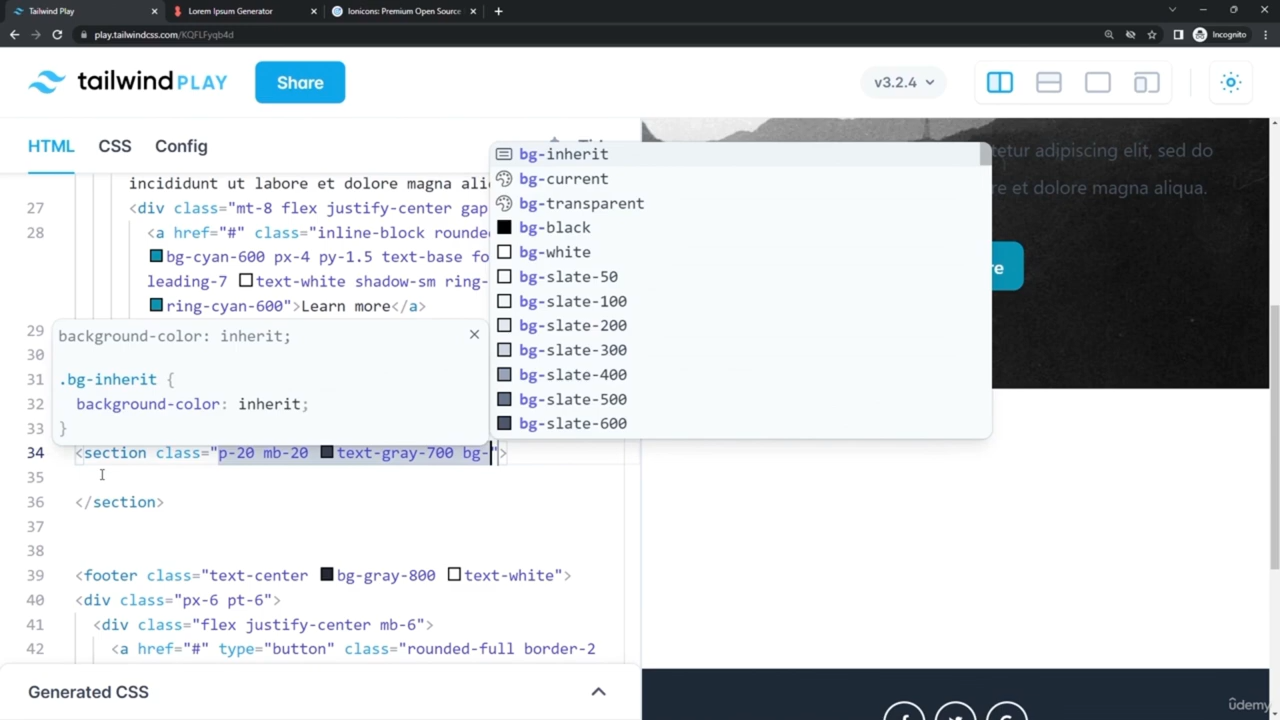 Tailwind Play
Lorem Ipsum Generator
Ionicons: Premium Open Source
play.tailwindcss.com/KQFLFyqb4d
Incognito
tailwind PLAY
Share
v3.2.4
HTML
CSS
Config
incididunt ut labore et dolore magna ali
27 <div class="mt-8 flex justify-center gap
28 <a href="#" class="inline-block rounde
bg-cyan-600 px-4 py-1.5 text-base fo
leading-7 text-white shadow-sm ring-
ring-cyan-600">Learn more</a>
29
30
31
32
33
background-color: inherit;
.bg-inherit {
background-color: inherit;
}
bg-inherit
bg-current
bg-transparent
bg-black
bg-white
bg-slate-50
bg-slate-100
bg-slate-200
bg-slate-300
bg-slate-400
bg-slate-500
bg-slate-600
34 <section class="p-20 mb-20 text-gray-700 bg-">
35
36 </section>
37
38
39 <footer class="text-center bg-gray-800 text-white">
40 <div class="px-6 pt-6">
41 <div class="flex justify-center mb-6">
42 <a href="#" type="button" class="rounded-full border-2
Generated CSS
tetur adipiscing elit, sed do
re et dolore magna aliqua.
re
udemy